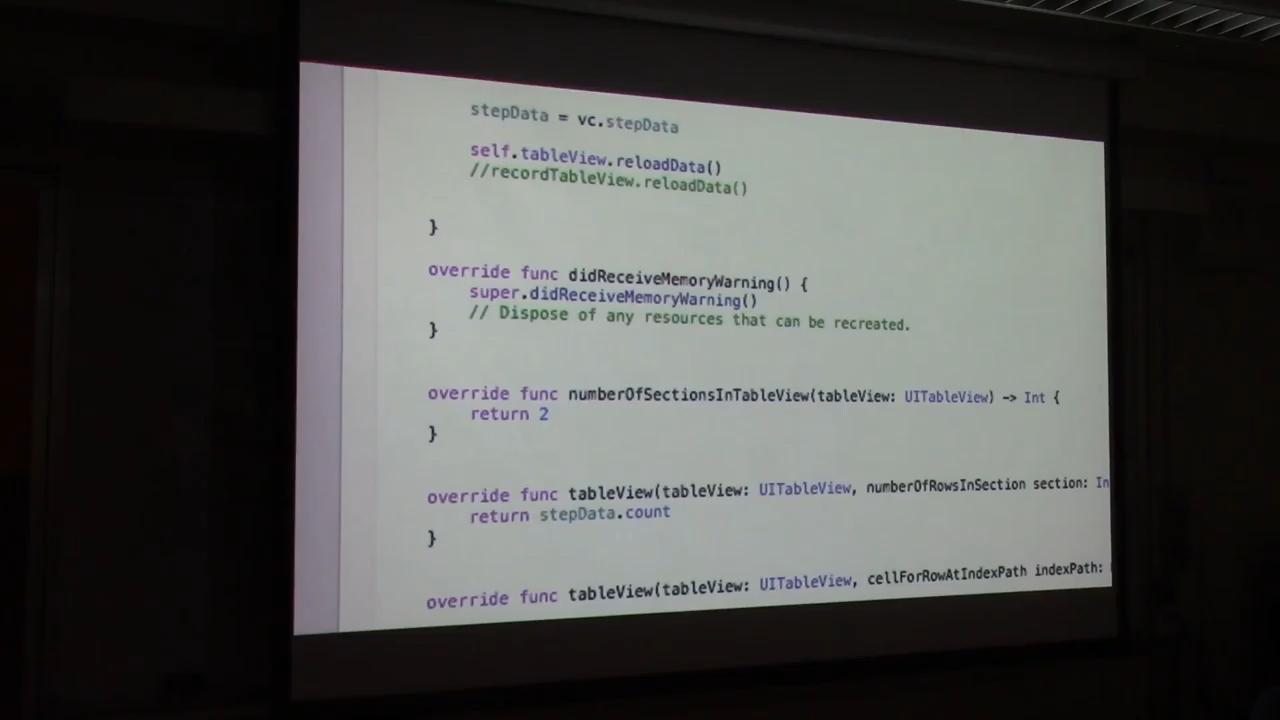 stepData = vc.stepData
self.tableView.reloadData()
//recordTableView.reloadData()
}
override func didReceiveMemoryWarning() {
super.didReceiveMemoryWarning()
// Dispose of any resources that can be recreated.
}
override func numberOfSectionsInTableView(tableView: UITableView) -> Int {
return 2
}
override func tableView(tableView: UITableView, numberOfRowsInSection section: In
return stepData.count
}
override func tableView(tableView: UITableView, cellForRowAtIndexPath indexPath: